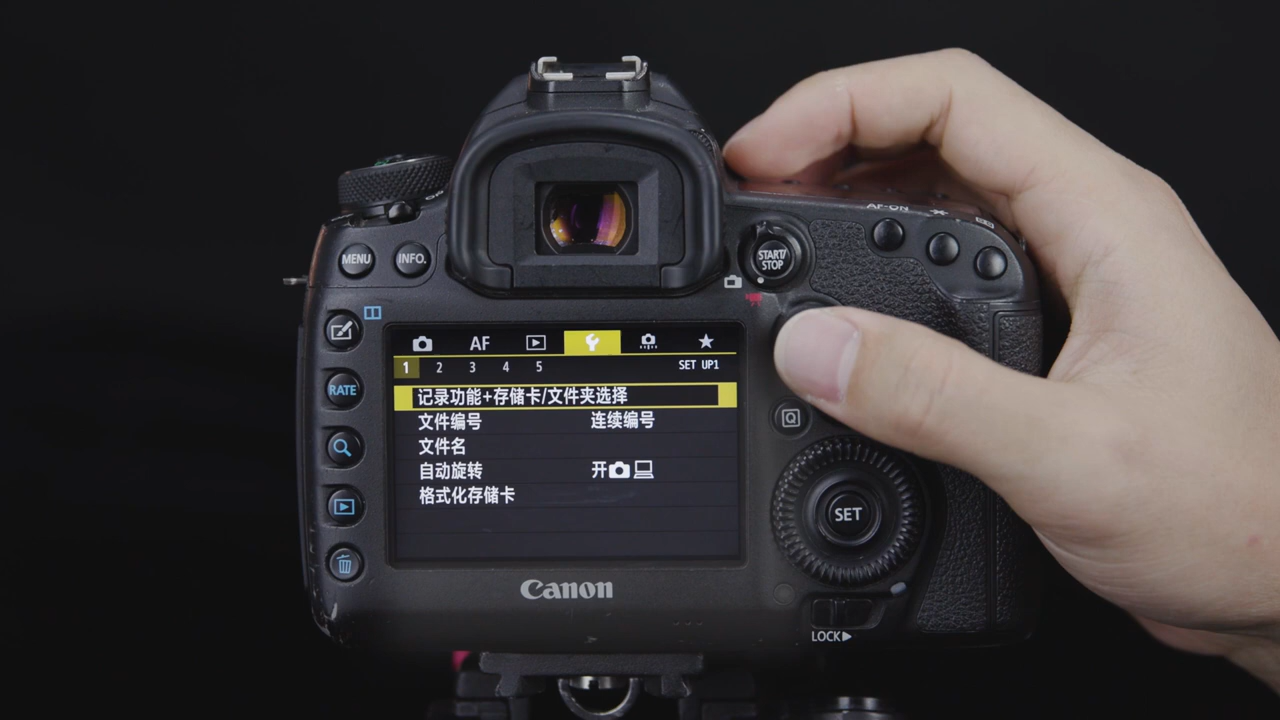 AF-ON
MENU
INFO.
START/
STOP
AF
1 2 3 4 5 SET UP1
记录功能+存储卡/文件夹选择
文件编号 连续编号
文件名
自动旋转 开
格式化存储卡
RATE
Q
SET
Canon
LOCK